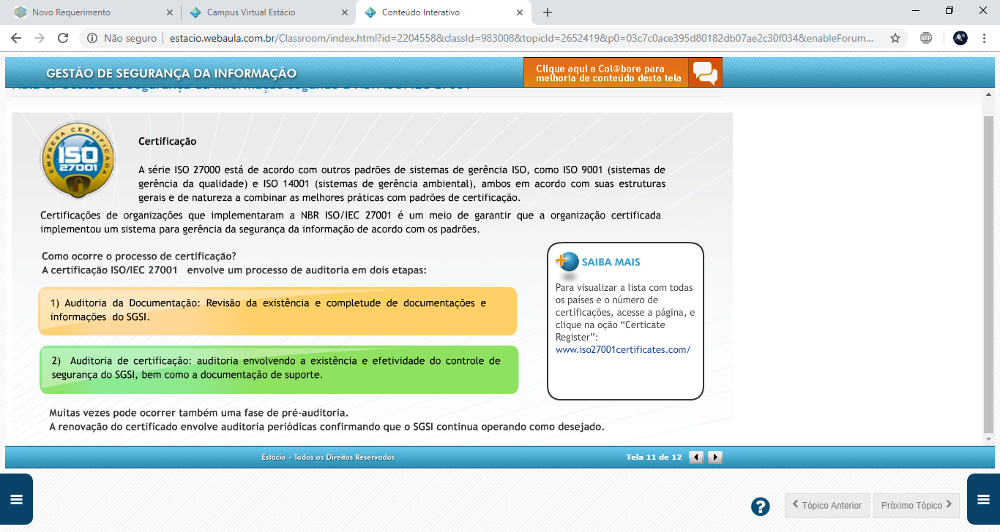 Novo Requerimento
Campus Virtual Estácio
Conteúdo Interativo
Não seguro
estacio.webaula.com.br/Classroom/index.html?id=2204558&classId=983008&topicId=2652419&p0=03c7c0ace395d80182db07ae2c30f034&enableForum...
ABP
GESTÃO DE SEGURANÇA DA INFORMAÇÃO
Clique aqui e Col@bore para
melhoria de conteúdo desta tela
EMPRESA CERTIFICADA
ISO
27001
Certificação
A série ISO 27000 está de acordo com outros padrões de sistemas de gerência ISO, como ISO 9001 (sistemas de
gerência da qualidade) e ISO 14001 (sistemas de gerência ambiental), ambos em acordo com suas estruturas
gerais e de natureza a combinar as melhores práticas com padrões de certificação.
Certificações de organizações que implementaram a NBR ISO/IEC 27001 é um meio de garantir que a organização certificada
implementou um sistema para gerência da segurança da informação de acordo com os padrões.
Como ocorre o processo de certificação?
A certificação ISO/IEC 27001 envolve um processo de auditoria em dois etapas:
1) Auditoria da Documentação: Revisão da existência e completude de documentações e
informações do SGSI.
2) Auditoria de certificação: auditoria envolvendo a existência e efetividade do controle de
segurança do SGSI, bem como a documentação de suporte.
SAIBA MAIS
Para visualizar a lista com todas
os países e o número de
certificações, acesse a página, e
clique na oção “Certicate
Register”:
www.iso27001certificates.com/
Muitas vezes pode ocorrer também uma fase de pré-auditoria.
A renovação do certificado envolve auditoria periódicas confirmando que o SGSI continua operando como desejado.
Estácio - Todos os Direitos Reservados
Tela 11 de 12
?
Tópico Anterior
Próximo Tópico